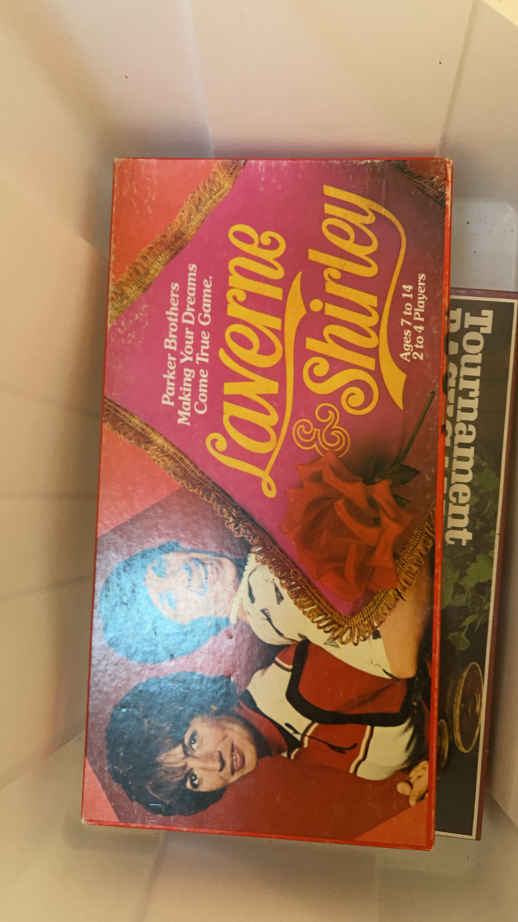 Parker Brothers
Making Your Dreams
Come True Game.
Laverne
& Shirley
Ages 7 to 14
2 to 4 Players
Tournament